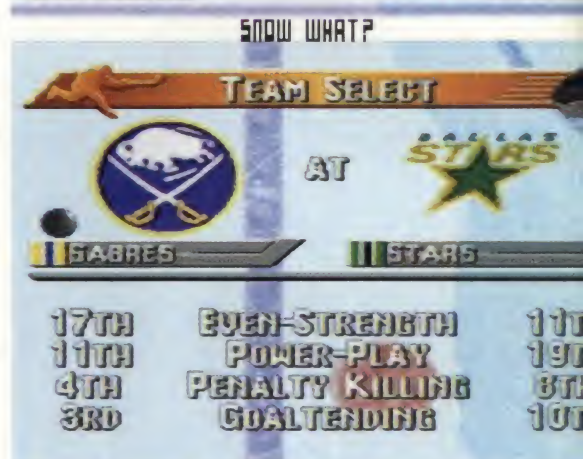 SNOW WHAT?
TEAM SELECT
DALLAS
STARS
AT
SABRES
STARS
17TH EVEN-STRENGTH
11TH POWER-PLAY
4TH PENALTY KILLING
3RD GOALTENDING